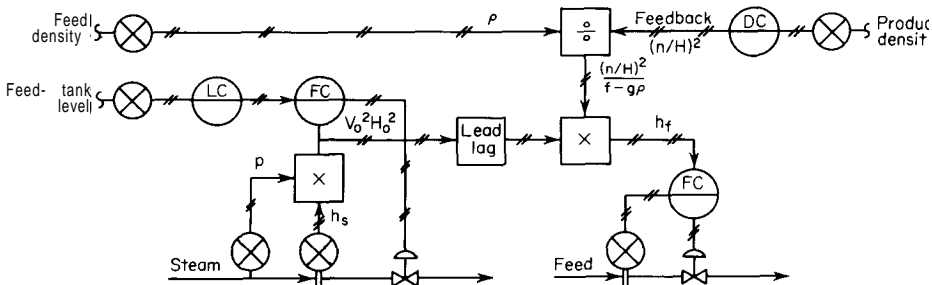 Feed density
ρ
÷
Feedback
(n/H)²
DC
Produc
densit
Feed- tank level
LC
FC
V₀²H₀²
(n/H)²
f – gρ
Lead lag
×
h_f
p
×
FC
h_s
Steam
Feed